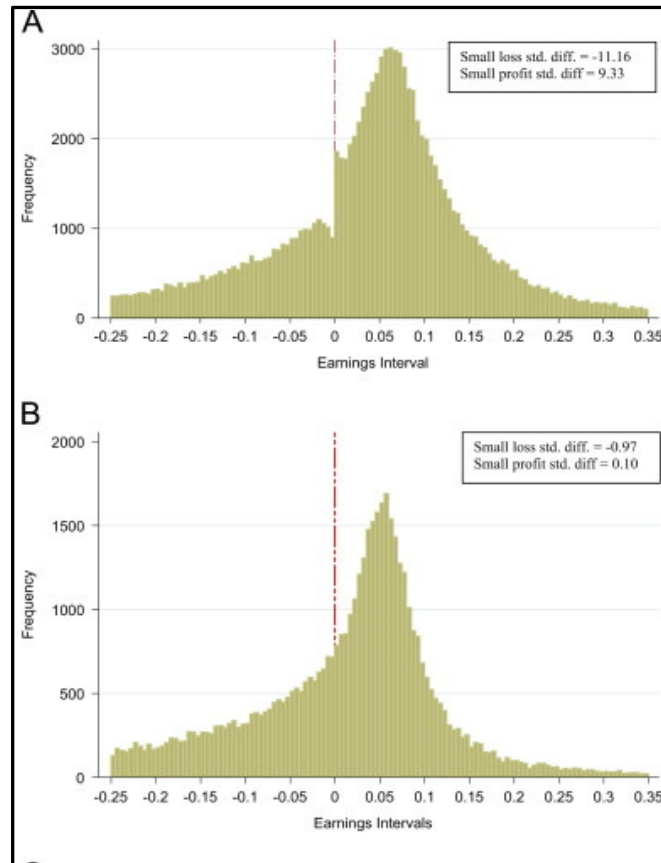 A
Small loss std. diff. = -11.16
Small profit std. diff = 9.33
3000
2000
1000
0
Frequency
-0.25 -0.2 -0.15 -0.1 -0.05 0 0.05 0.1 0.15 0.2 0.25 0.3 0.35
Earnings Interval
B
Small loss std. diff. = -0.97
Small profit std. diff = 0.10
2000
1500
1000
500
0
Frequency
-0.25 -0.2 -0.15 -0.1 -0.05 0 0.05 0.1 0.15 0.2 0.25 0.3 0.35
Earnings Intervals